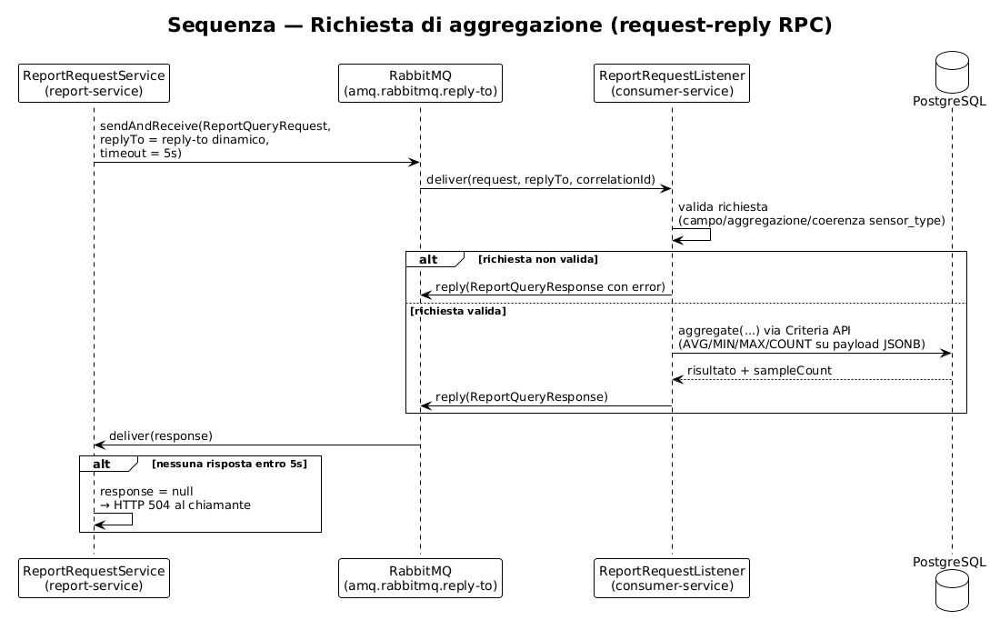 Sequenza — Richiesta di aggregazione (request-reply RPC)
ReportRequestService
(report-service)
RabbitMQ
(amq.rabbitmq.reply-to)
ReportRequestListener
(consumer-service)
PostgreSQL
sendAndReceive(ReportQueryRequest,
replyTo = reply-to dinamico,
timeout = 5s)
deliver(request, replyTo, correlationId)
valida richiesta
(campo/aggregazione/coerenza sensor_type)
alt [richiesta non valida]
reply(ReportQueryResponse con error)
[richiesta valida]
aggregate(...) via Criteria API
(AVG/MIN/MAX/COUNT su payload JSONB)
risultato + sampleCount
reply(ReportQueryResponse)
deliver(response)
alt [nessuna risposta entro 5s]
response = null
→ HTTP 504 al chiamante
ReportRequestService
(report-service)
RabbitMQ
(amq.rabbitmq.reply-to)
ReportRequestListener
(consumer-service)
PostgreSQL